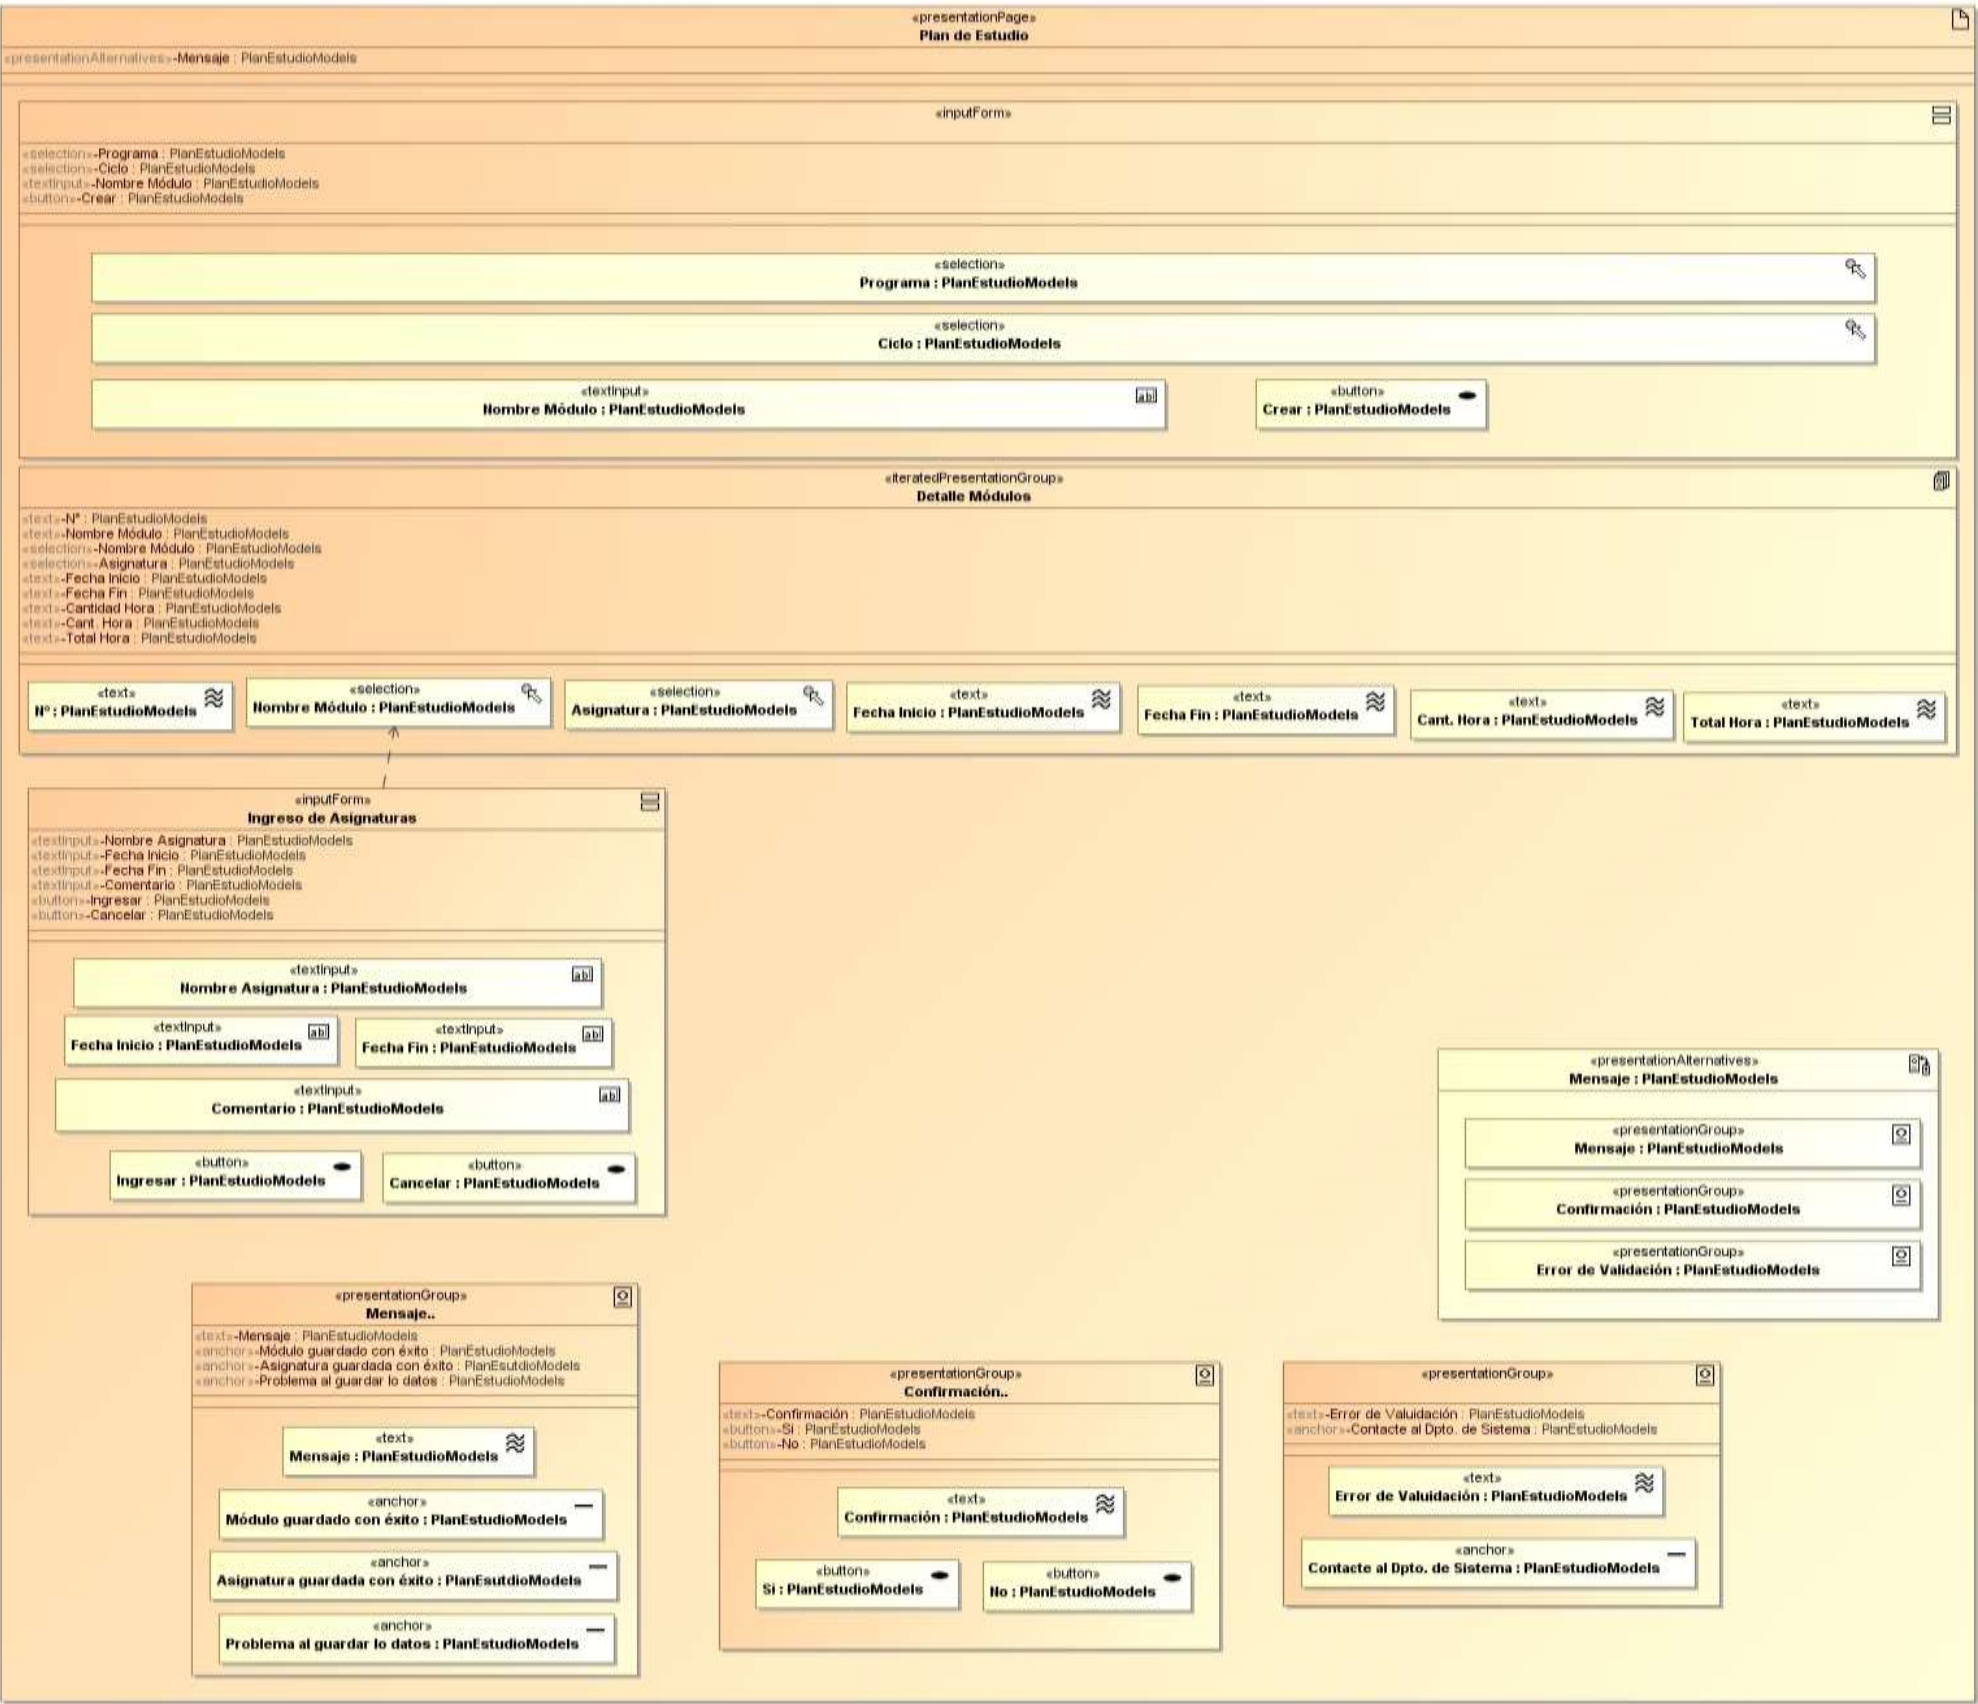 «presentationPage»
Plan de Estudio
«presentationAlternatives»-Mensaje : PlanEstudioModels
«inputForm»
«selection»-Programa : PlanEstudioModels
«selection»-Ciclo : PlanEstudioModels
«textInput»-Nombre Módulo : PlanEstudioModels
«button»-Crear : PlanEstudioModels
«selection»
Programa : PlanEstudioModels
«selection»
Ciclo : PlanEstudioModels
«textInput»
Nombre Módulo : PlanEstudioModels
«button»
Crear : PlanEstudioModels
«iteratedPresentationGroup»
Detalle Módulos
«text»-N° : PlanEstudioModels
«text»-Nombre Módulo : PlanEstudioModels
«selection»-Nombre Módulo : PlanEstudioModels
«selection»-Asignatura : PlanEstudioModels
«text»-Fecha Inicio : PlanEstudioModels
«text»-Fecha Fin : PlanEstudioModels
«text»-Cantidad Hora : PlanEstudioModels
«text»-Cant. Hora : PlanEstudioModels
«text»-Total Hora : PlanEstudioModels
«text»
N° : PlanEstudioModels
«selection»
Nombre Módulo : PlanEstudioModels
«selection»
Asignatura : PlanEstudioModels
«text»
Fecha Inicio : PlanEstudioModels
«text»
Fecha Fin : PlanEstudioModels
«text»
Cant. Hora : PlanEstudioModels
«text»
Total Hora : PlanEstudioModels
«inputForm»
Ingreso de Asignaturas
«textInput»-Nombre Asignatura : PlanEstudioModels
«textInput»-Fecha Inicio : PlanEstudioModels
«textInput»-Fecha Fin : PlanEstudioModels
«textInput»-Comentario : PlanEstudioModels
«button»-Ingresar : PlanEstudioModels
«button»-Cancelar : PlanEstudioModels
«textInput»
ab
Nombre Asignatura : PlanEstudioModels
«textInput»
ab
Fecha Inicio : PlanEstudioModels
«textInput»
ab
Fecha Fin : PlanEstudioModels
«textInput»
ab
Comentario : PlanEstudioModels
«button»
Ingresar : PlanEstudioModels
«button»
Cancelar : PlanEstudioModels
«presentationAlternatives»
Mensaje : PlanEstudioModels
«presentationGroup»
Mensaje : PlanEstudioModels
«presentationGroup»
Confirmación : PlanEstudioModels
«presentationGroup»
Error de Validación : PlanEstudioModels
«presentationGroup»
Mensaje..
«text»-Mensaje : PlanEstudioModels
«anchor»-Módulo guardado con éxito : PlanEstudioModels
«anchor»-Asignatura guardada con éxito : PlanEsutdioModels
«anchor»-Problema al guardar lo datos : PlanEstudioModels
«text»
Mensaje : PlanEstudioModels
«anchor»
Módulo guardado con éxito : PlanEstudioModels
«anchor»
Asignatura guardada con éxito : PlanEsutdioModels
«anchor»
Problema al guardar lo datos : PlanEstudioModels
«presentationGroup»
Confirmación..
«text»-Confirmación : PlanEstudioModels
«button»-Si : PlanEstudioModels
«button»-No : PlanEstudioModels
«text»
Confirmación : PlanEstudioModels
«button»
Si : PlanEstudioModels
«button»
No : PlanEstudioModels
«presentationGroup»
«text»-Error de Valuidación : PlanEstudioModels
«anchor»-Contacte al Dpto. de Sistema : PlanEstudioModels
«text»
Error de Valuidación : PlanEstudioModels
«anchor»
Contacte al Dpto. de Sistema : PlanEstudioModels